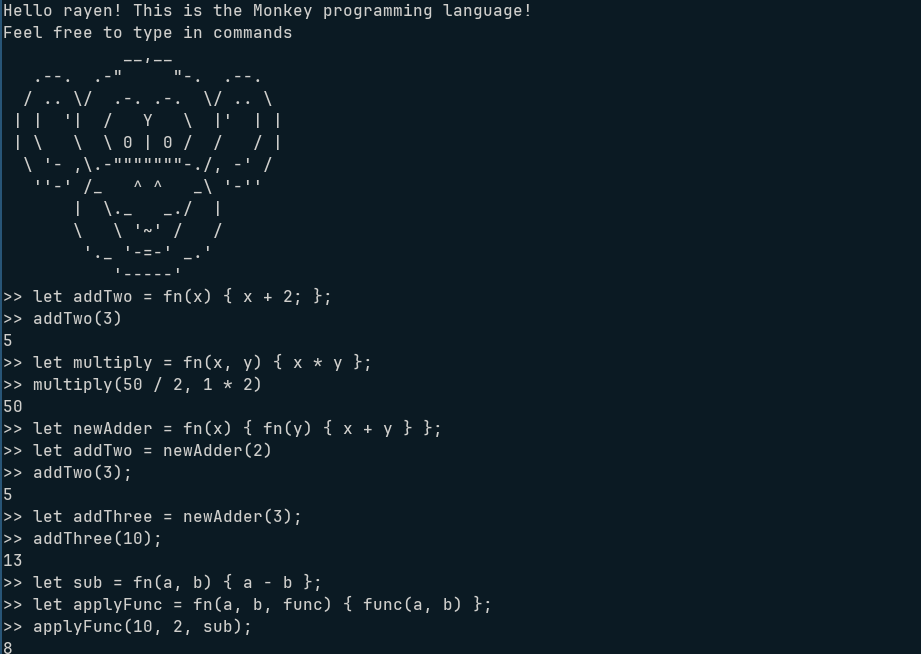 Hello rayen! This is the Monkey programming language!
Feel free to type in commands
            __,__
   .--.  .-"     "-.  .--.
  / .. \/  .-. .-.  \/ .. \
 | |  '|  /   Y   \  |'  | |
 | \   \  \ 0 | 0 /  /   / |
  \ '- ,\.-"""""""-./, -' /
   ''-' /_   ^ ^   _\ '-''
       |  \._   _./  |
       \   \ '~' /   /
        '._ '-=-' _.'
           '-----'
>> let addTwo = fn(x) { x + 2; };
>> addTwo(3)
5
>> let multiply = fn(x, y) { x * y };
>> multiply(50 / 2, 1 * 2)
50
>> let newAdder = fn(x) { fn(y) { x + y } };
>> let addTwo = newAdder(2)
>> addTwo(3);
5
>> let addThree = newAdder(3);
>> addThree(10);
13
>> let sub = fn(a, b) { a - b };
>> let applyFunc = fn(a, b, func) { func(a, b) };
>> applyFunc(10, 2, sub);
8